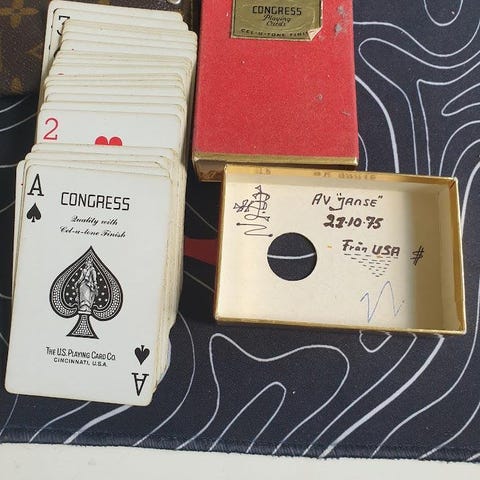 CONGRESS
Playing
Cards
CEL-U-TONE FINISH
3
2
A
CONGRESS
Quality with
Cel-u-tone Finish
THE U.S. PLAYING CARD CO.
CINCINNATI, U.S.A.
A
AV "JANSE"
22-10-75
Från USA #